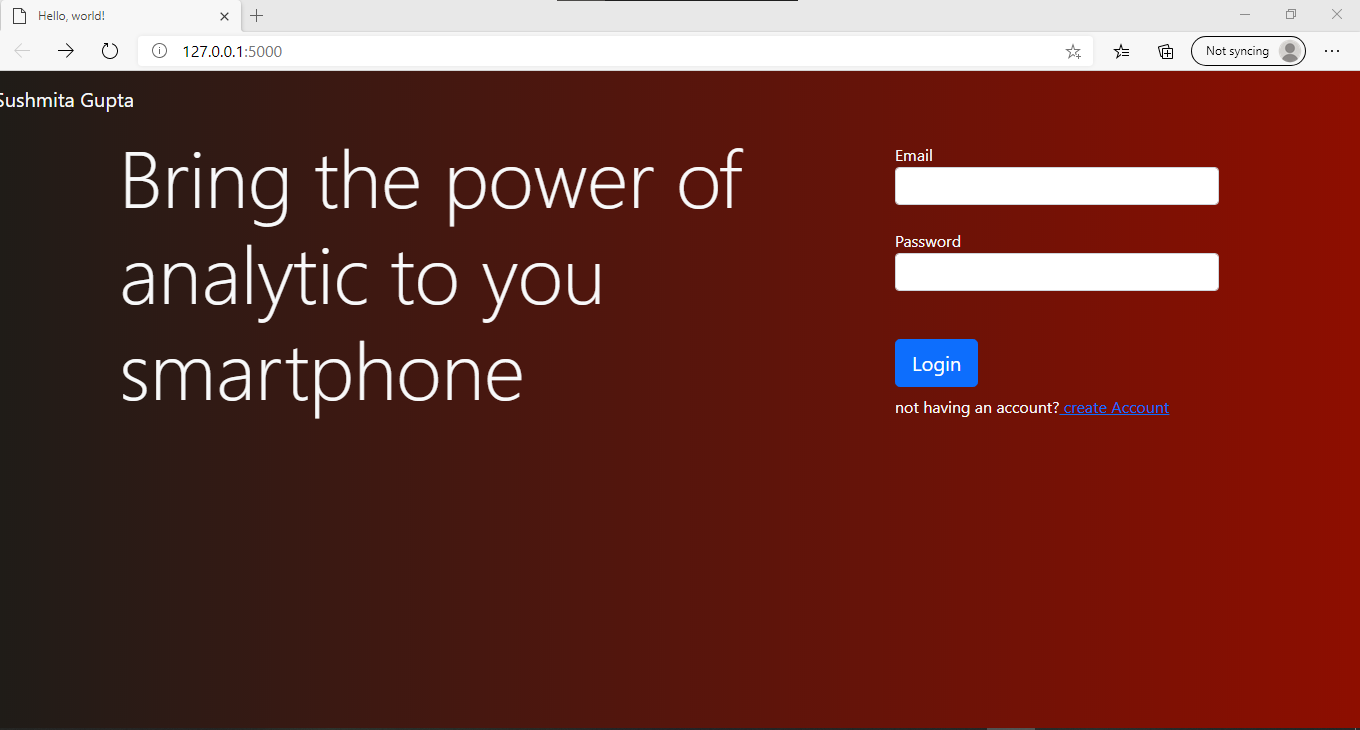 Hello, world!
127.0.0.1:5000
Not syncing
Sushmita Gupta
Bring the power of
analytic to you
smartphone
Email
Password
Login
not having an account? create Account